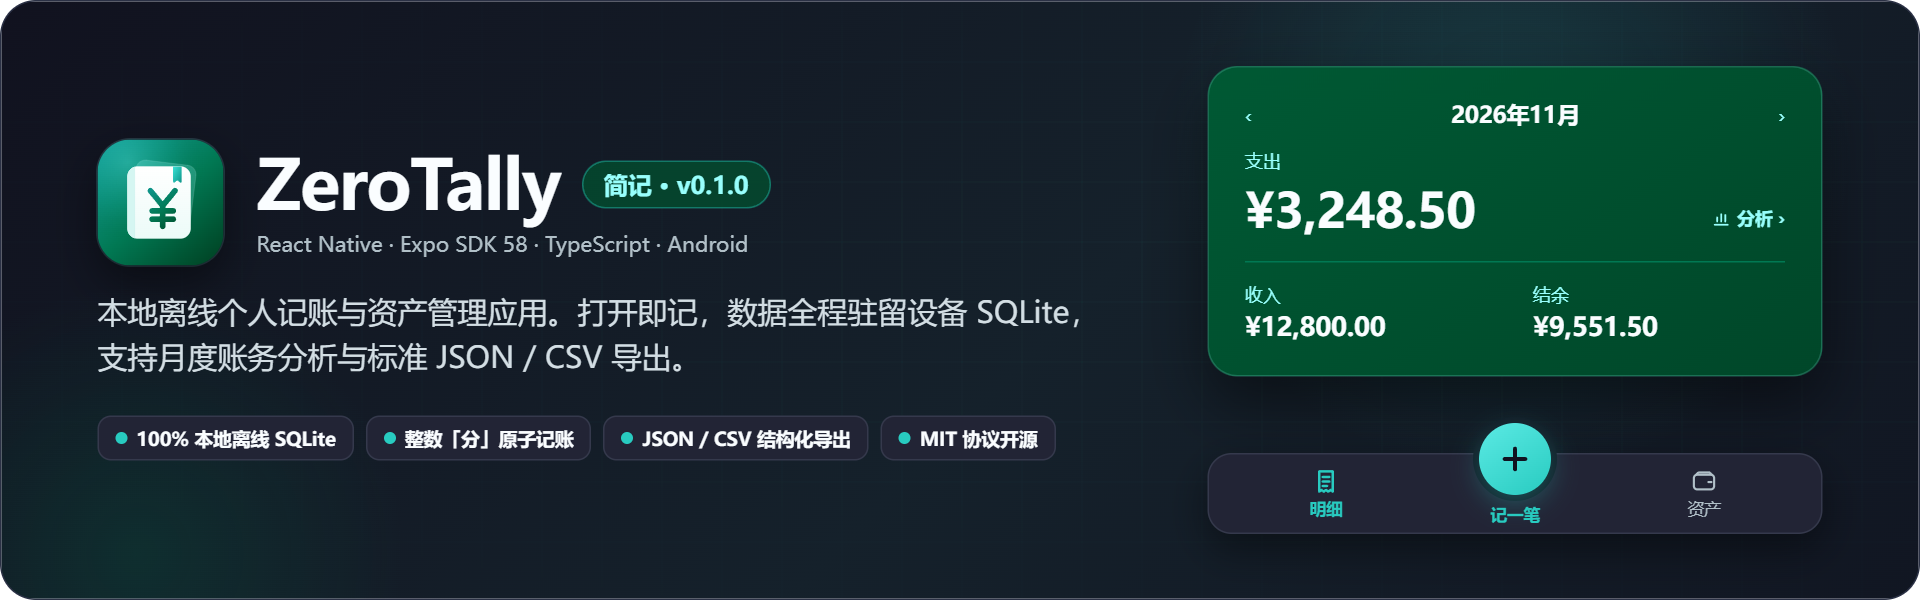 ZeroTally
简记 • v0.1.0
React Native · Expo SDK 58 · TypeScript · Android
本地离线个人记账与资产管理应用。打开即记，数据全程驻留设备 SQLite，
支持月度账务分析与标准 JSON / CSV 导出。
100% 本地离线 SQLite
整数「分」原子记账
JSON / CSV 结构化导出
MIT 协议开源
‹ 2026年11月 ›
支出
¥3,248.50
分析 ›
收入
¥12,800.00
结余
¥9,551.50
明细
记一笔
资产